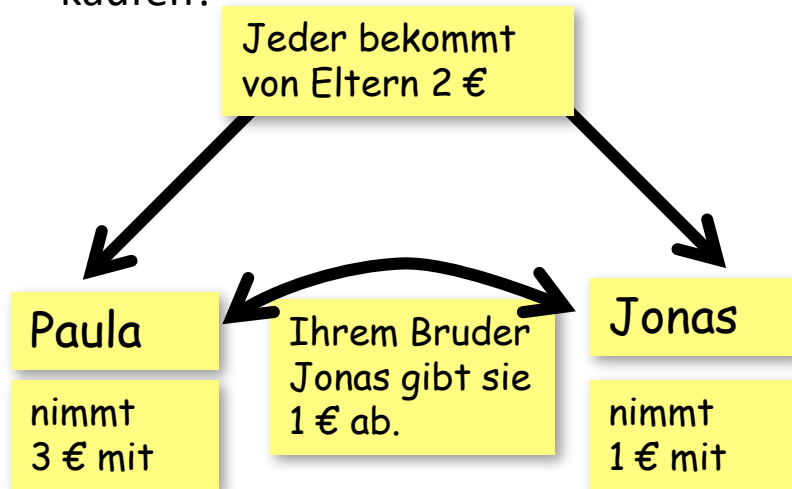 kaufen?
Jeder bekommt
von Eltern 2 €
Paula
Ihrem Bruder
Jonas gibt sie
1 € ab.
Jonas
nimmt
3 € mit
nimmt
1 € mit